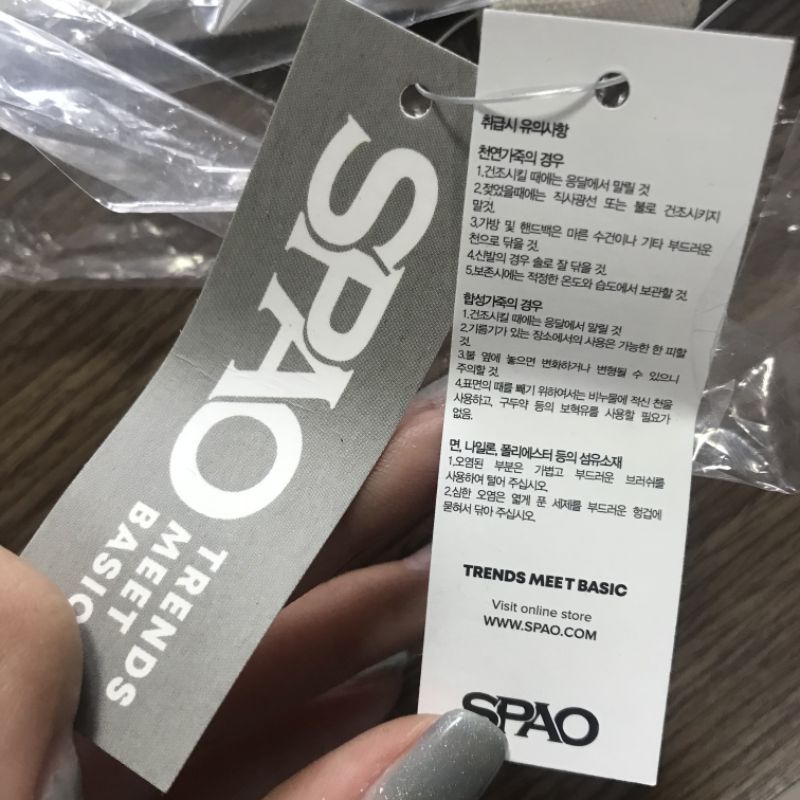 SPAO
TRENDS
MEET
BASIC
취급시 유의사항
천연가죽의 경우
1.건조시킬 때에는 응달에서 말릴 것
2.젖었을때에는 직사광선 또는 불로 건조시키지
말것.
3.가방 및 핸드백은 마른 수건이나 기타 부드러운
천으로 닦을 것.
4.신발의 경우 솔로 잘 닦을 것.
5.보존시에는 적정한 온도와 습도에서 보관할 것.
합성가죽의 경우
1.건조시킬 때에는 응달에서 말릴 것
2.기름기가 있는 장소에서의 사용은 가능한 한 피할
것.
3.불 옆에 놓으면 변화하거나 변형될 수 있으니
주의할 것.
4.표면의 때를 빼기 위하여서는 비눗물에 적신 천을
사용하고, 구두약 등의 보혁유를 사용할 필요가
없음.
면, 나일론, 폴리에스터 등의 섬유소재
1.오염된 부분은 가볍고 부드러운 브러쉬를
사용하여 털어 주십시오.
2.심한 오염은 엷게 푼 세제를 부드러운 헝겁에
묻혀서 닦아 주십시오.
TRENDS MEET BASIC
Visit online store
WWW.SPAO.COM
SPAO